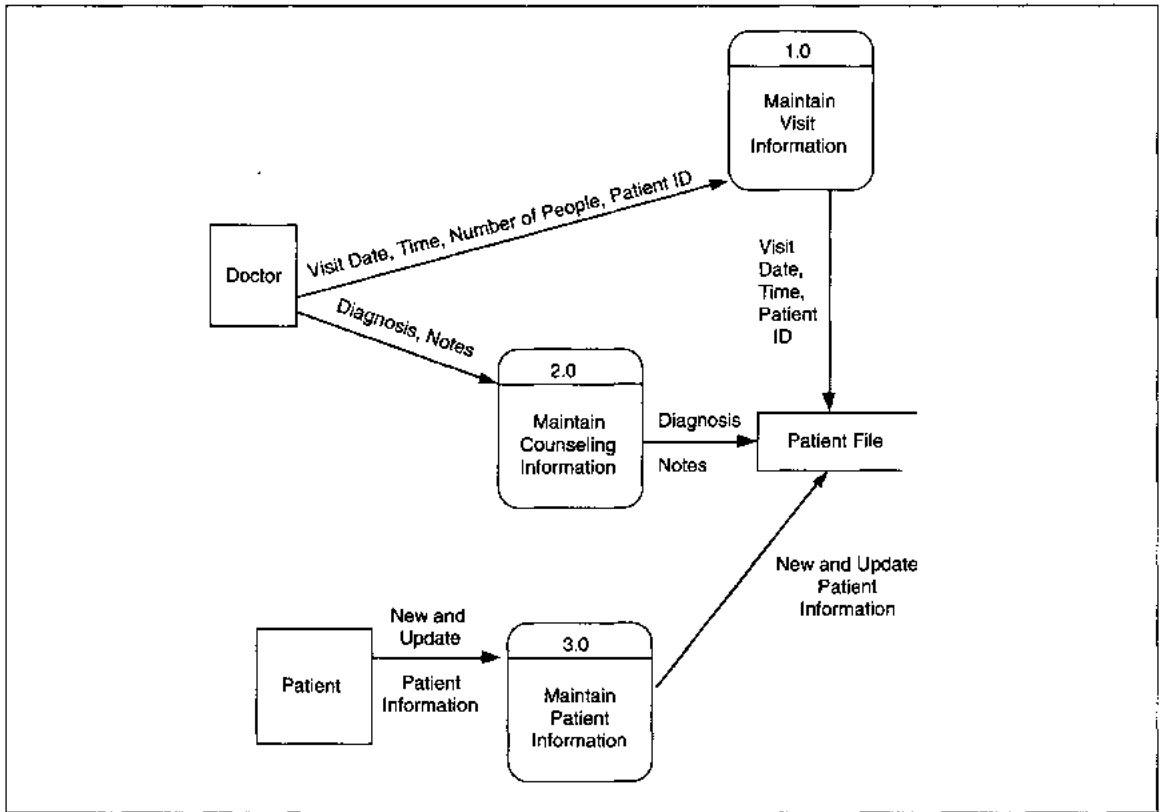 1.0
Maintain
Visit
Information
Visit Date, Time, Number of People, Patient ID
Doctor
Visit
Date,
Time,
Patient
ID
Diagnosis, Notes
2.0
Maintain
Counseling
Information
Diagnosis
Notes
Patient File
New and Update
Patient
Information
New and
Update
Patient
Information
Patient
3.0
Maintain
Patient
Information